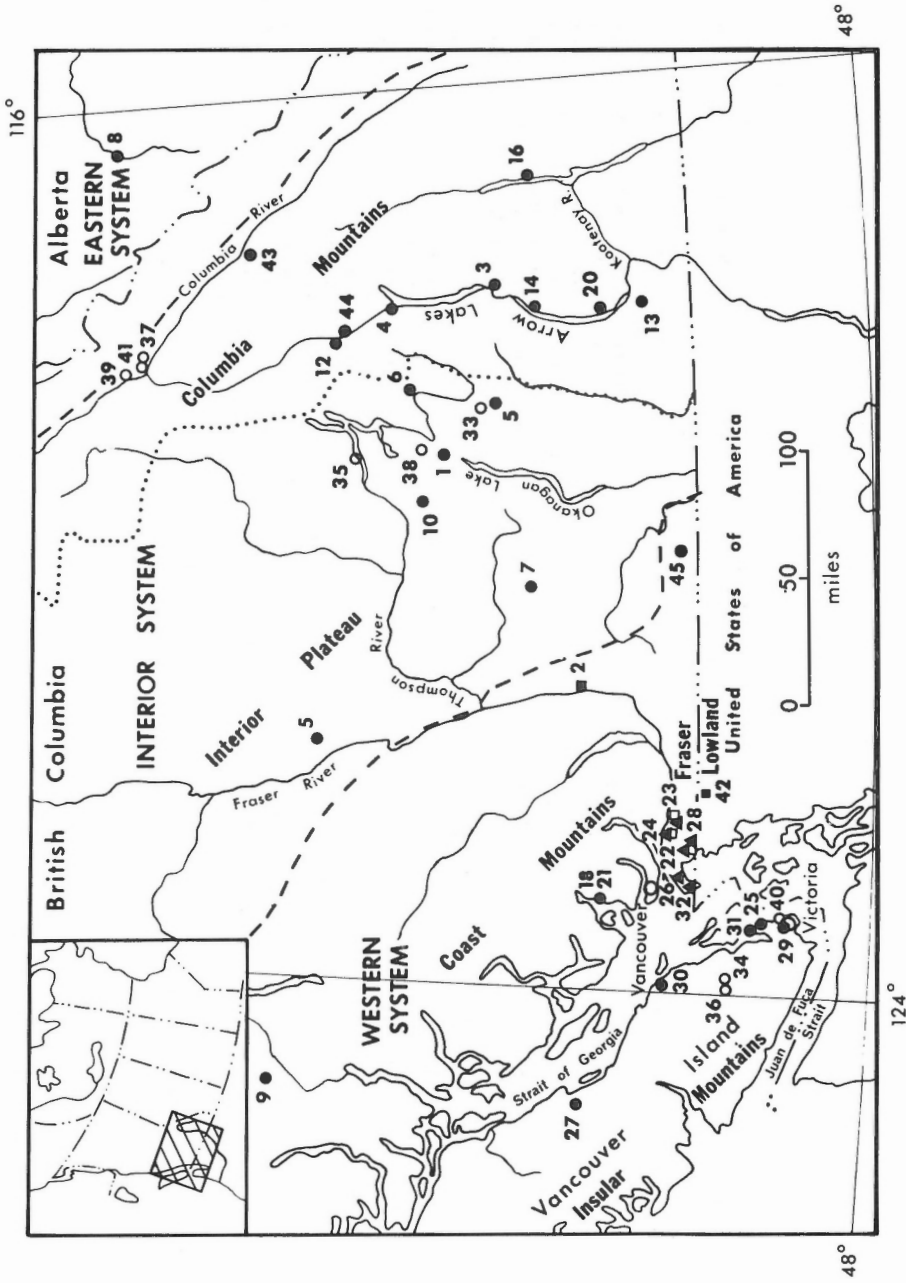 116°
48°
British Columbia
Alberta
EASTERN
SYSTEM
INTERIOR SYSTEM
WESTERN
SYSTEM
Interior
Plateau
Columbia
Mountains
Coast
Mountains
Fraser River
Thompson
River
Columbia
River
Arrow
Lakes
Kootenay R.
Okanagan
Lake
Fraser
Lowland
United States of America
Strait of Georgia
Vancouver
Vancouver
Island
Insular
Mountains
Victoria
Juan de Fuca
Strait
0 50 100
miles
8
39
41
37
43
16
3
4
44
12
14
20
13
6
33
5
35
38
1
10
7
45
5
2
9
18
21
24
23
22
28
26
32
42
31
25
40
29
30
34
36
27
124°
48°